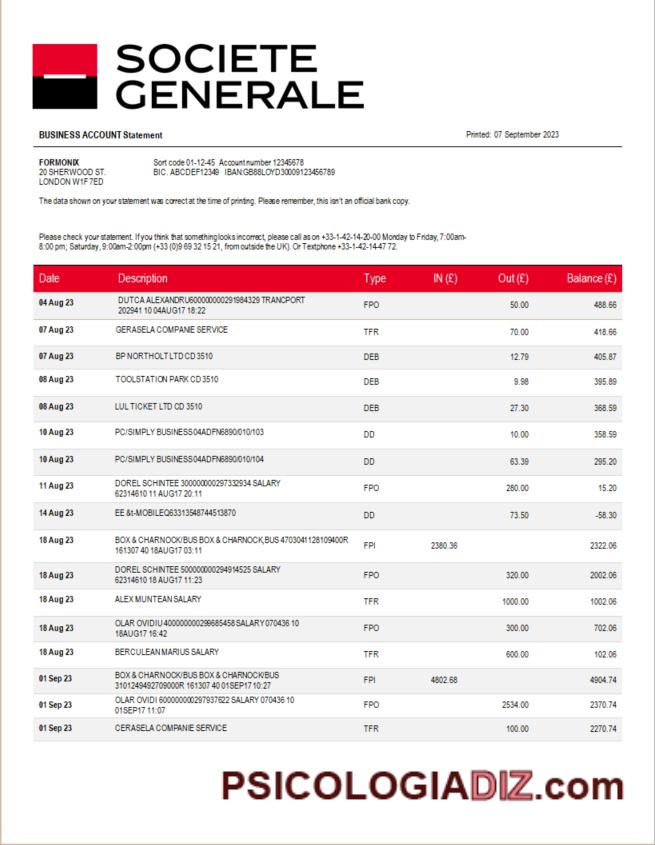 SOCIETE
GENERALE
BUSINESS ACCOUNT Statement Printed: 07 September 2023
FORMONIX Sort code 01-12-45 Account number 12345678
20 SHERWOOD ST. BIC. ABCDEF12349 IBAN:GB88LOYD30009123456789
LONDON W1F 7ED
The data shown on your statement was correct at the time of printing. Please remember, this isn't an official bank copy.
Please check your statement. If you think that something looks incorrect, please call as on +33-1-42-14-20-00 Monday to Friday, 7:00am-
8:00 pm; Saturday, 9:00am-2:00pm (+33 (0)9 69 32 15 21, from outside the UK). Or Textphone +33-1-42-14-47 72.
Date Description Type IN (£) Out (£) Balance (£)
04 Aug 23 DUTCA ALEXANDRU600000000291984329 TRANCPORT FPO 50.00 488.66
202941 10 04AUG17 18:22
07 Aug 23 GERASELA COMPANIE SERVICE TFR 70.00 418.66
07 Aug 23 BP NORTHOLT LTD CD 3510 DEB 12.79 405.87
08 Aug 23 TOOLSTATION PARK CD 3510 DEB 9.98 395.89
08 Aug 23 LUL TICKET LTD CD 3510 DEB 27.30 368.59
10 Aug 23 PC/SIMPLY BUSINESS04ADFN6890/010/103 DD 10.00 358.59
10 Aug 23 PC/SIMPLY BUSINESS04ADFN6890/010/104 DD 63.39 295.20
11 Aug 23 DOREL SCHINTEE 300000000297332934 SALARY FPO 280.00 15.20
62314610 11 AUG17 20:11
14 Aug 23 EE &t-MOBILEQ63313548744513870 DD 73.50 -58.30
18 Aug 23 BOX & CHARNOCK/BUS BOX & CHARNOCK,BUS 4703041128109400R FPI 2380.36 2322.06
161307 40 18AUG17 03:11
18 Aug 23 DOREL SCHINTEE 500000000294914525 SALARY FPO 320.00 2002.06
62314610 18 AUG17 11:23
18 Aug 23 ALEX MUNTEAN SALARY TFR 1000.00 1002.06
18 Aug 23 OLAR OVIDIU 400000000299685458 SALARY 070436 10 FPO 300.00 702.06
18AUG17 16:42
18 Aug 23 BERCULEAN MARIUS SALARY TFR 600.00 102.06
01 Sep 23 BOX & CHARNOCK/BUS BOX & CHARNOCK/BUS FPI 4802.68 4904.74
3101249492709000R 161307 40 01SEP17 10:27
01 Sep 23 OLAR OVIDI 600000000297937622 SALARY 070436 10 FPO 2534.00 2370.74
01SEP17 11:07
01 Sep 23 CERASELA COMPANIE SERVICE TFR 100.00 2270.74
PSICOLOGIADIZ.com